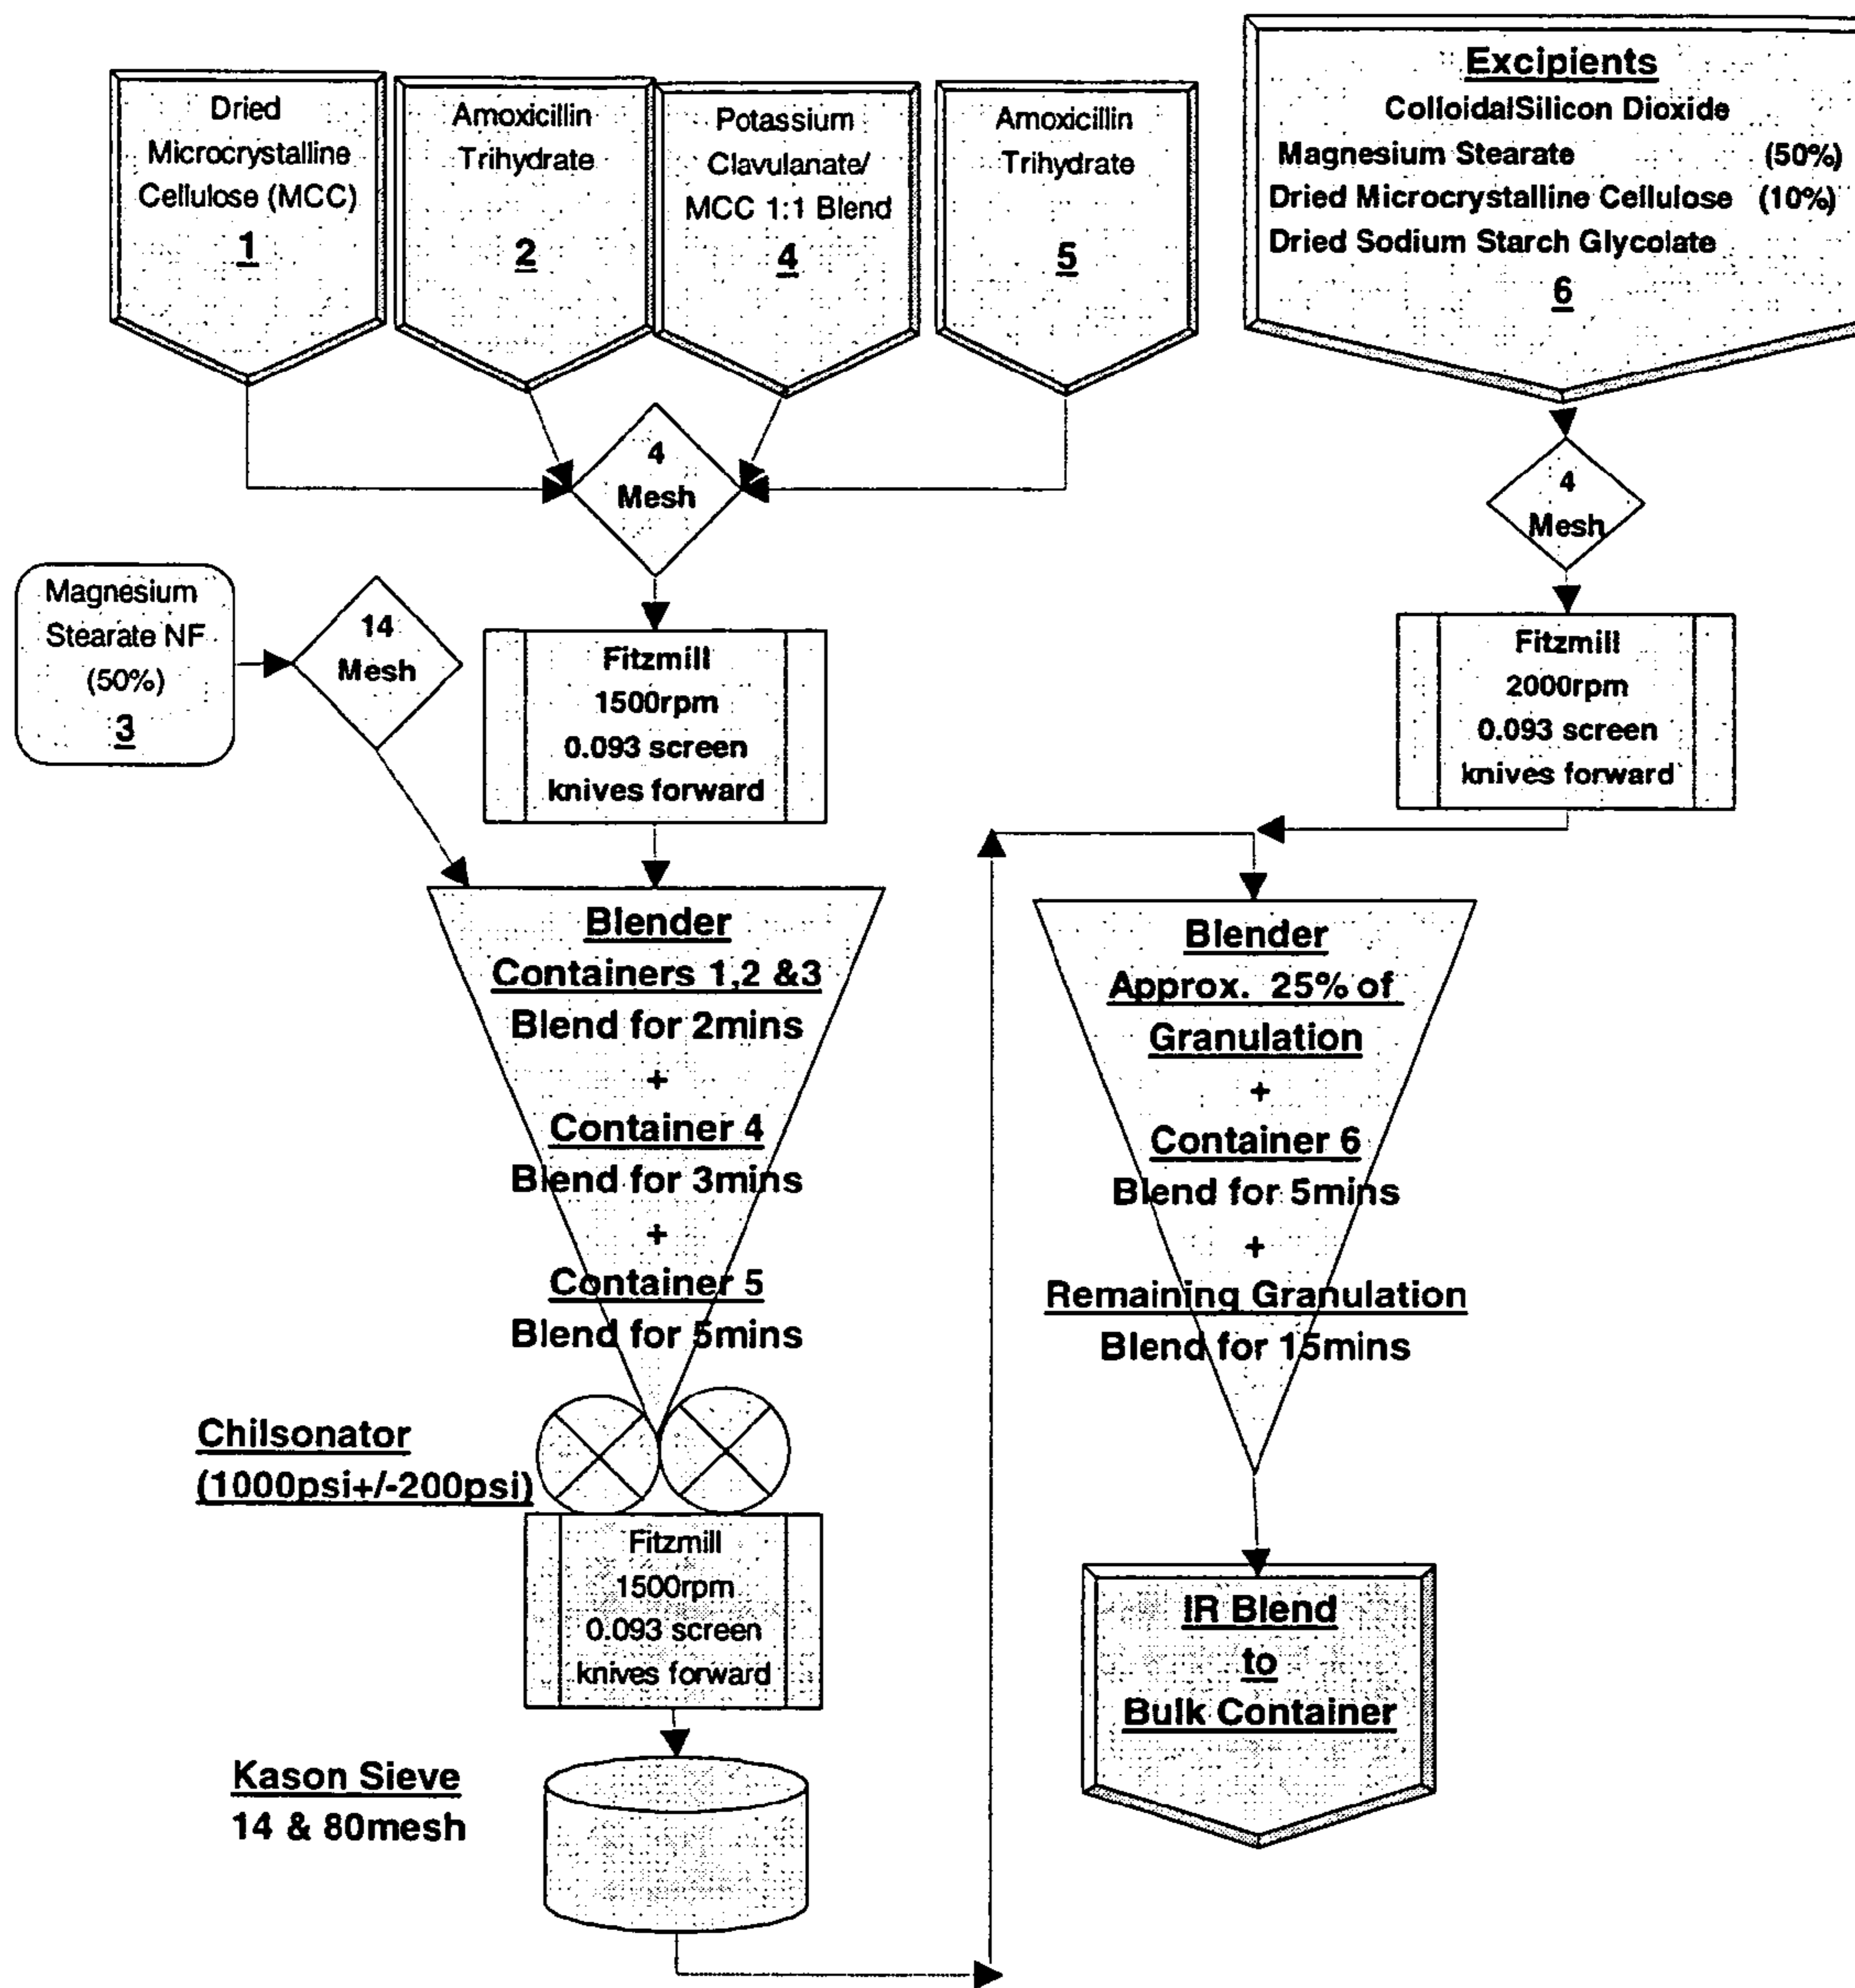 Dried
Microcrystalline
Cellulose (MCC)
1
Amoxicillin
Trihydrate
2
Potassium
Clavulanate/
MCC 1:1 Blend
4
Amoxicillin
Trihydrate
5
Excipients
ColloidalSilicon Dioxide
Magnesium Stearate (50%)
Dried Microcrystalline Cellulose (10%)
Dried Sodium Starch Glycolate
6
4
Mesh
4
Mesh
Magnesium
Stearate NF
(50%)
3
14
Mesh
Fitzmill
1500rpm
0.093 screen
knives forward
Fitzmill
2000rpm
0.093 screen
knives forward
Blender
Containers 1,2 &3
Blend for 2mins
+
Container 4
Blend for 3mins
+
Container 5
Blend for 5mins
Chilsonator
(1000psi+/-200psi)
Fitzmill
1500rpm
0.093 screen
knives forward
Kason Sieve
14 & 80mesh
Blender
Approx. 25% of
Granulation
+
Container 6
Blend for 5mins
+
Remaining Granulation
Blend for 15mins
IR Blend
to
Bulk Container